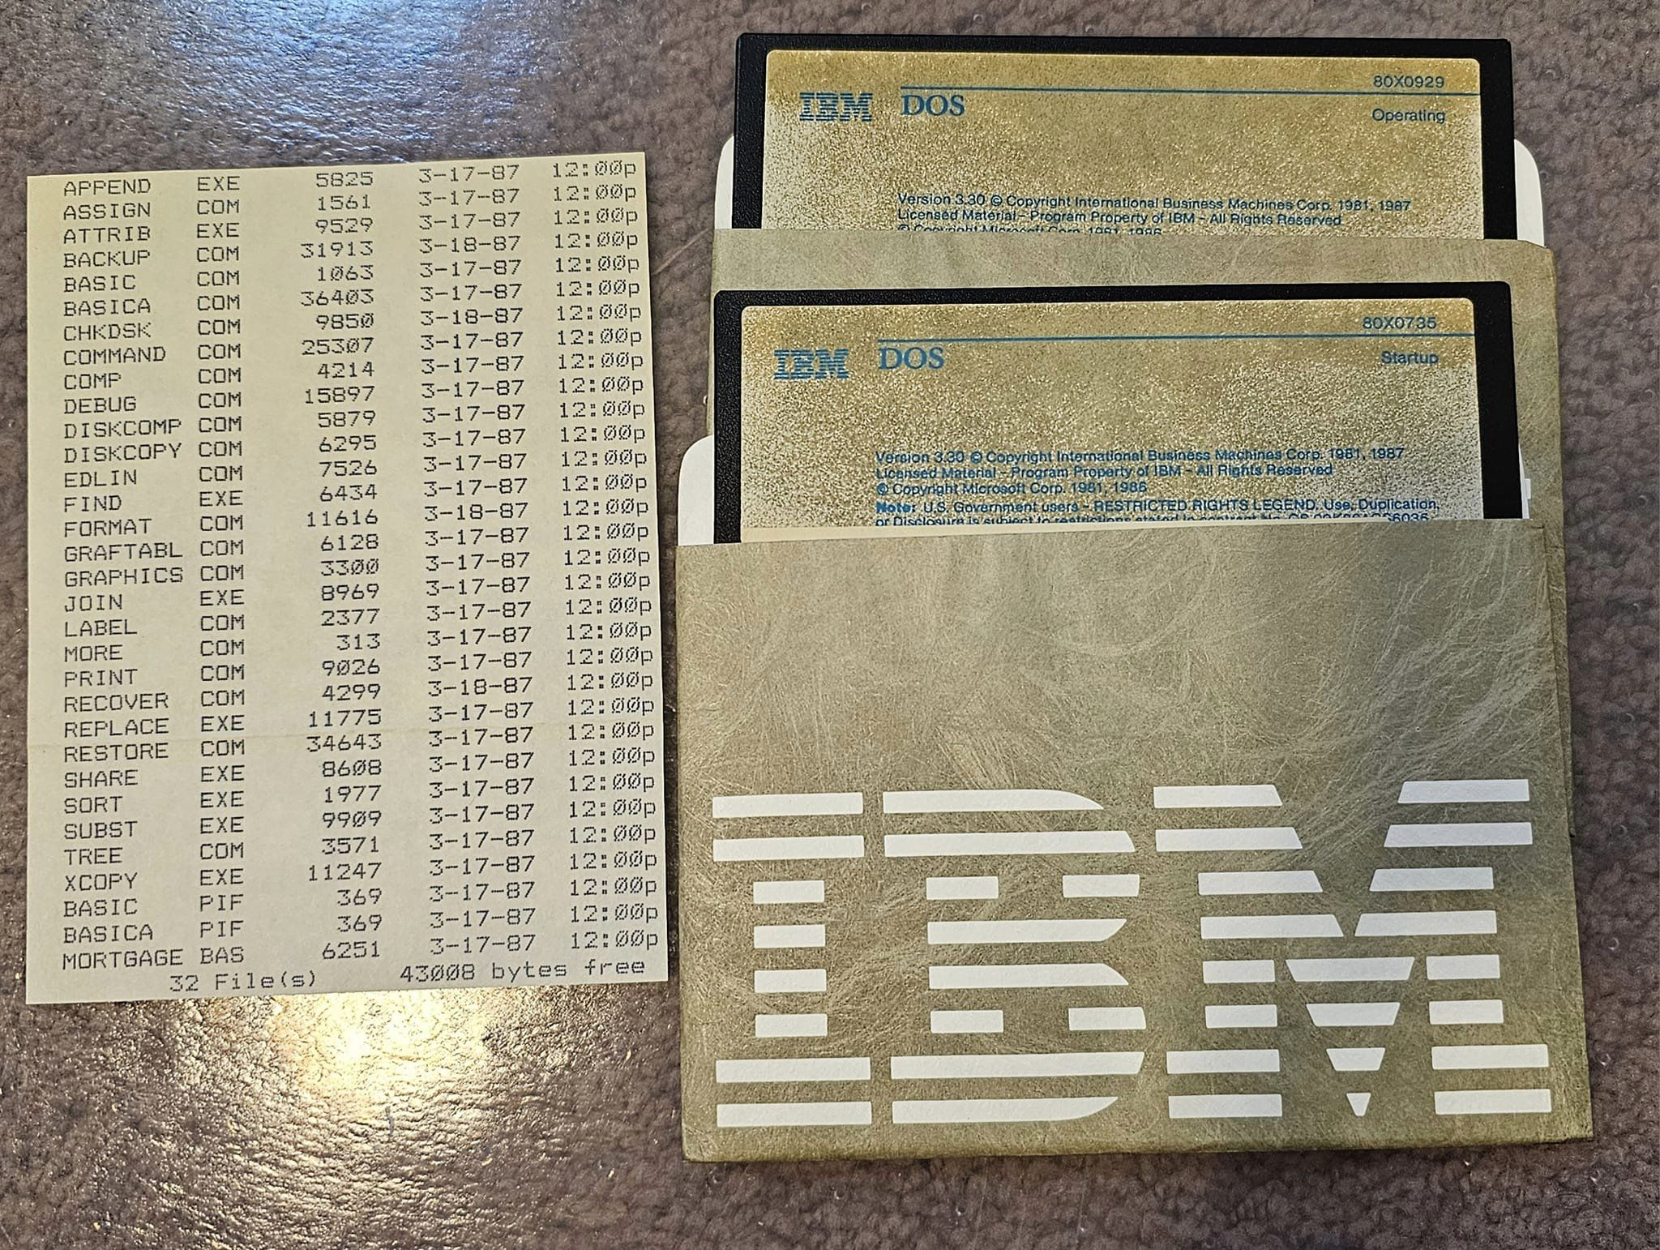 APPEND EXE 5825 3-17-87 12:00p
ASSIGN COM 1561 3-17-87 12:00p
ATTRIB EXE 9529 3-17-87 12:00p
BACKUP COM 31913 3-18-87 12:00p
BASIC COM 1063 3-17-87 12:00p
BASICA COM 36403 3-17-87 12:00p
CHKDSK COM 9850 3-18-87 12:00p
COMMAND COM 25307 3-17-87 12:00p
COMP COM 4214 3-17-87 12:00p
DEBUG COM 15897 3-17-87 12:00p
DISKCOMP COM 5879 3-17-87 12:00p
DISKCOPY COM 6295 3-17-87 12:00p
EDLIN COM 7526 3-17-87 12:00p
FIND EXE 6434 3-17-87 12:00p
FORMAT COM 11616 3-18-87 12:00p
GRAFTABL COM 6128 3-17-87 12:00p
GRAPHICS COM 3300 3-17-87 12:00p
JOIN EXE 8969 3-17-87 12:00p
LABEL COM 2377 3-17-87 12:00p
MORE COM 313 3-17-87 12:00p
PRINT COM 9026 3-17-87 12:00p
RECOVER COM 4299 3-18-87 12:00p
REPLACE EXE 11775 3-17-87 12:00p
RESTORE COM 34643 3-17-87 12:00p
SHARE EXE 8608 3-17-87 12:00p
SORT EXE 1977 3-17-87 12:00p
SUBST EXE 9909 3-17-87 12:00p
TREE COM 3571 3-17-87 12:00p
XCOPY EXE 11247 3-17-87 12:00p
BASIC PIF 369 3-17-87 12:00p
BASICA PIF 369 3-17-87 12:00p
MORTGAGE BAS 6251 3-17-87 12:00p
32 File(s) 43008 bytes free
80X0929
IBM DOS Operating
Version 3.30 © Copyright International Business Machines Corp. 1981, 1987
Licensed Material - Program Property of IBM - All Rights Reserved
© Copyright Microsoft Corp. 1981, 1986
80X0735
IBM DOS Startup
Version 3.30 © Copyright International Business Machines Corp. 1981, 1987
Licensed Material - Program Property of IBM - All Rights Reserved
© Copyright Microsoft Corp. 1981, 1986
Note: U.S. Government users - RESTRICTED RIGHTS LEGEND. Use, Duplication,
or Disclosure is subject to restrictions stated in contract No.
IBM